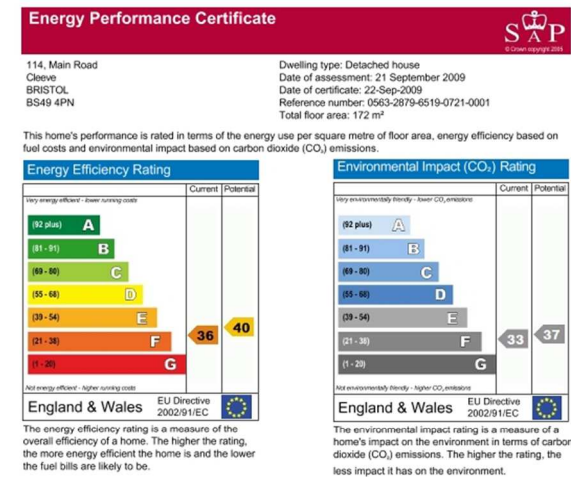 Energy Performance Certificate
SAP
© Crown copyright 2005
114, Main Road
Cleeve
BRISTOL
BS49 4PN
Dwelling type: Detached house
Date of assessment: 21 September 2009
Date of certificate: 22-Sep-2009
Reference number: 0563-2879-6519-0721-0001
Total floor area: 172 m²
This home's performance is rated in terms of the energy use per square metre of floor area, energy efficiency based on
fuel costs and environmental impact based on carbon dioxide (CO₂) emissions.
Energy Efficiency Rating
Current Potential
Very energy efficient - lower running costs
(92 plus) A
(81 - 91) B
(69 - 80) C
(55 - 68) D
(39 - 54) E
(21 - 38) F
(1 - 20) G
36
40
Not energy efficient - higher running costs
England & Wales
EU Directive
2002/91/EC
The energy efficiency rating is a measure of the
overall efficiency of a home. The higher the rating,
the more energy efficient the home is and the lower
the fuel bills are likely to be.
Environmental Impact (CO₂) Rating
Current Potential
Very environmentally friendly - lower CO₂ emissions
(92 plus) A
(81 - 91) B
(69 - 80) C
(55 - 68) D
(39 - 54) E
(21 - 38) F
(1 - 20) G
33
37
Not environmentally friendly - higher CO₂ emissions
England & Wales
EU Directive
2002/91/EC
The environmental impact rating is a measure of a
home's impact on the environment in terms of carbon
dioxide (CO₂) emissions. The higher the rating, the
less impact it has on the environment.